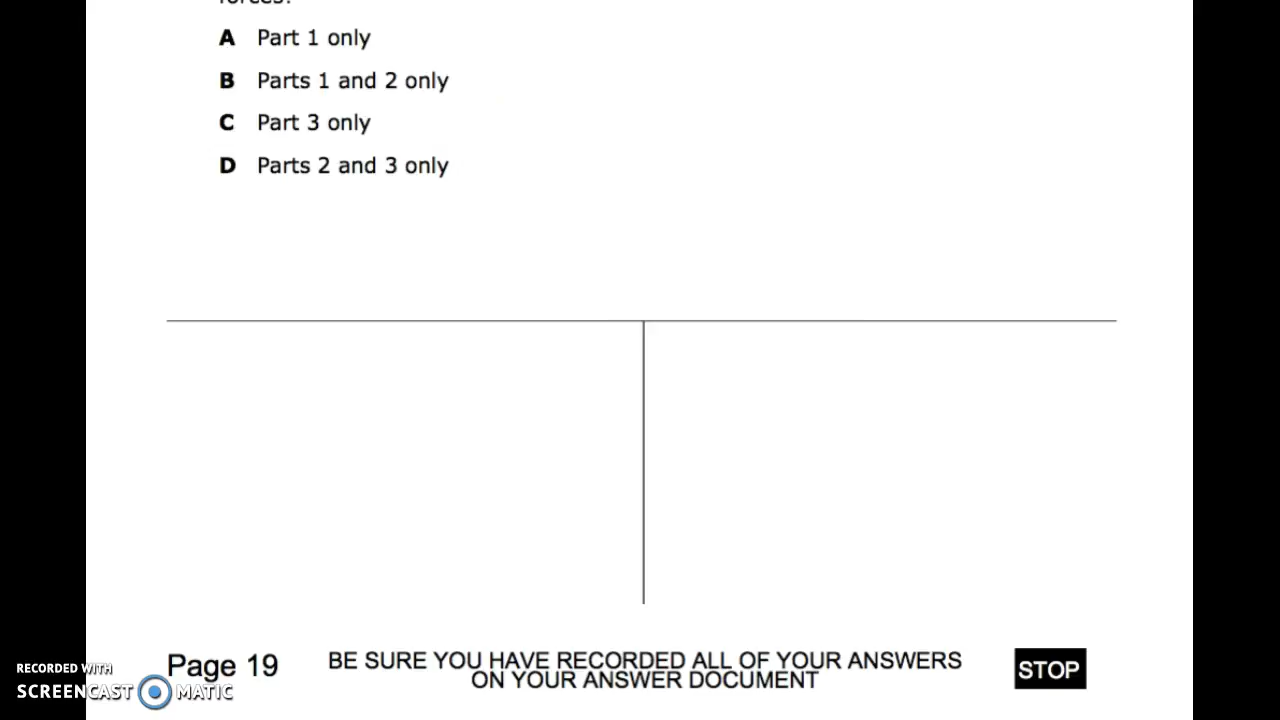 forces?
A Part 1 only
B Parts 1 and 2 only
C Part 3 only
D Parts 2 and 3 only
Page 19
BE SURE YOU HAVE RECORDED ALL OF YOUR ANSWERS
ON YOUR ANSWER DOCUMENT
STOP
RECORDED WITH
SCREENCAST MATIC